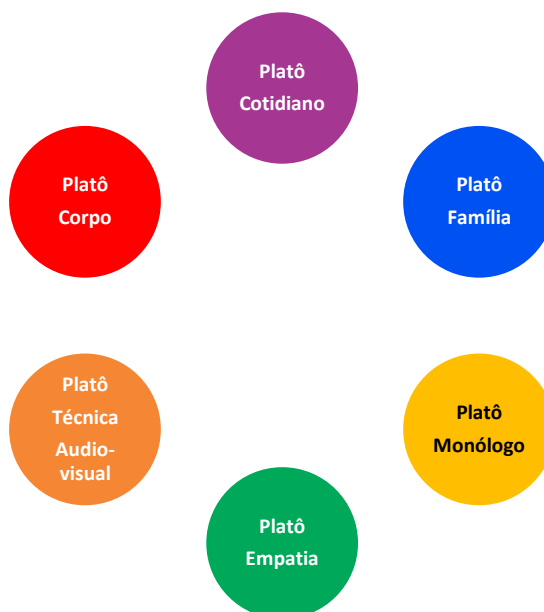 Platô
Cotidiano
Platô
Corpo
Platô
Família
Platô
Técnica
Audio-
visual
Platô
Monólogo
Platô
Empatia